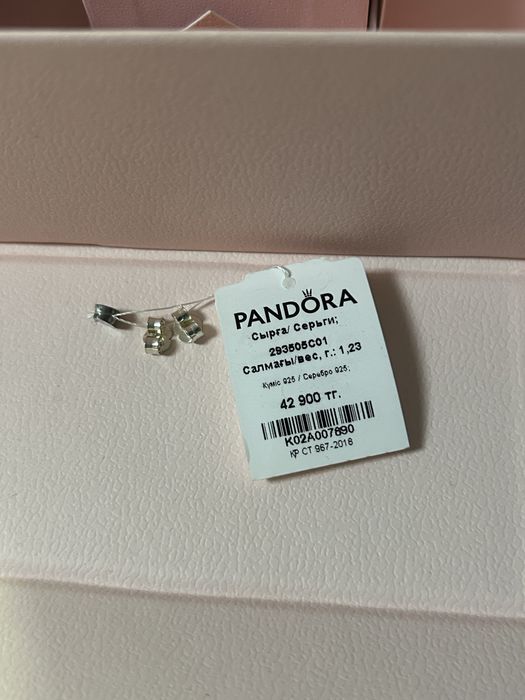 PANDORA
Сырға/ Серьги;
293505C01
Салмағы/вес, г.: 1,23
Күміс 925 / Серебро 925;
42 900 тг.
K02A007890
ҚР СТ 967-2018